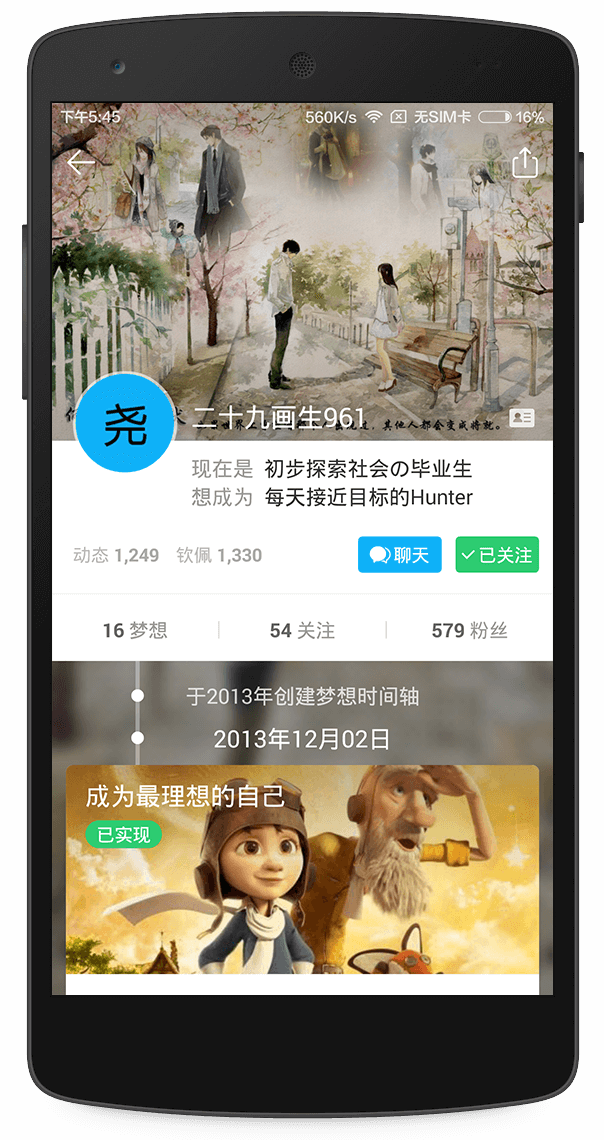 下午5:45 560K/s 无SIM卡 16%
二十九画生961
其他人都会变成将就。
尧
现在是 初步探索社会の毕业生
想成为 每天接近目标的Hunter
动态 1,249 钦佩 1,330 聊天 已关注
16 梦想 54 关注 579 粉丝
于2013年创建梦想时间轴
2013年12月02日
成为最理想的自己
已实现